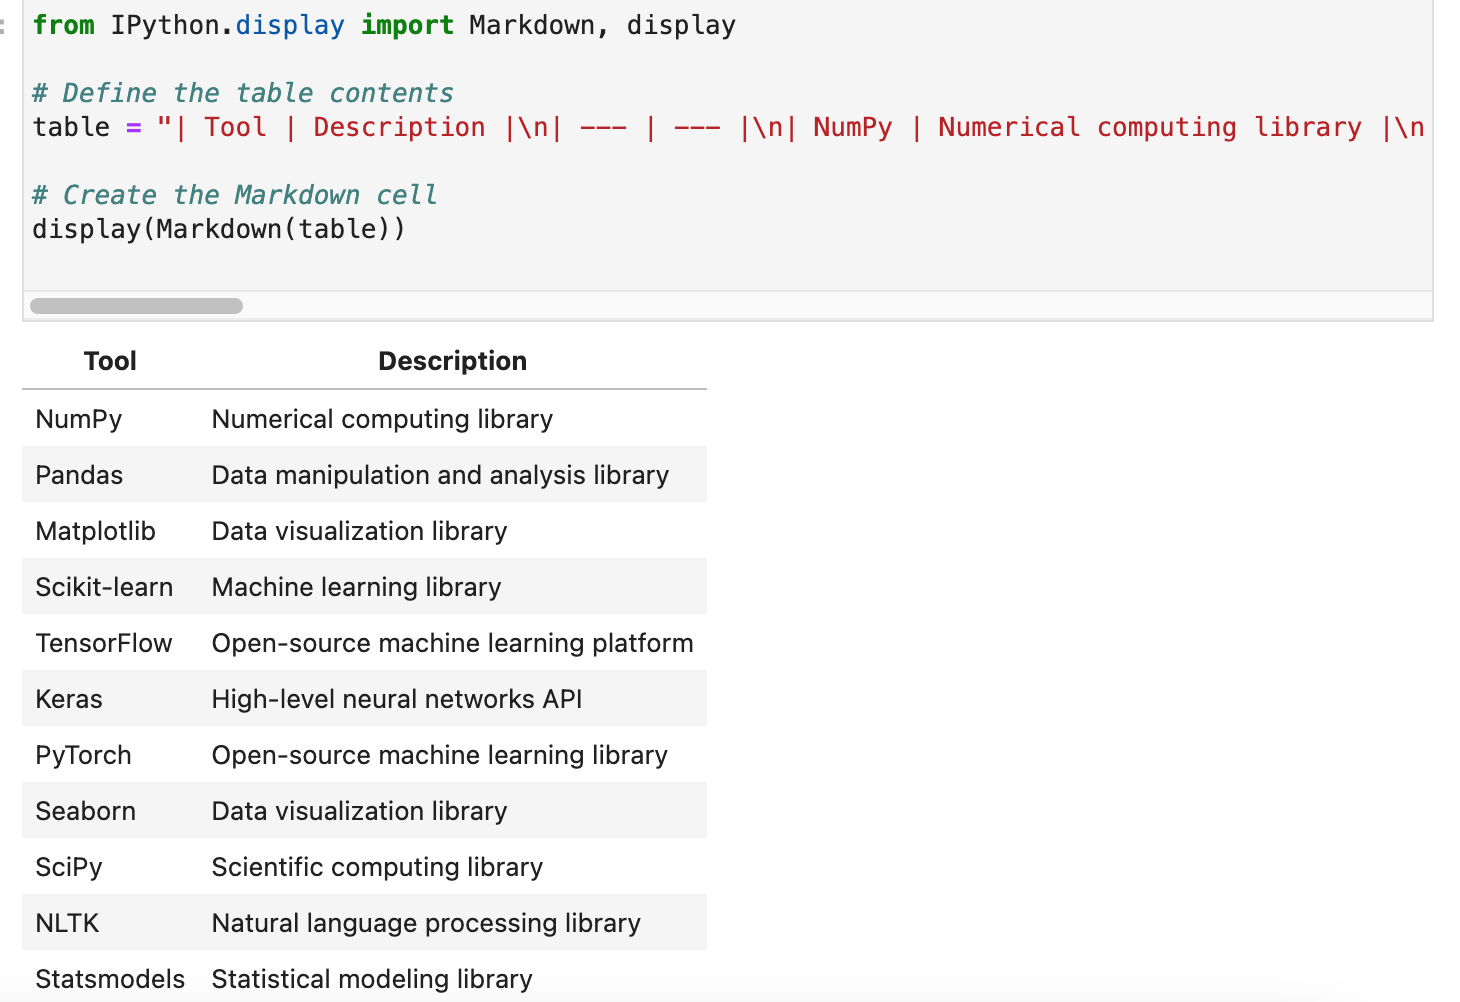 from IPython.display import Markdown, display
# Define the table contents
table = "| Tool | Description |\n| --- | --- |\n| NumPy | Numerical computing library |\n
# Create the Markdown cell
display(Markdown(table))
Tool Description
NumPy Numerical computing library
Pandas Data manipulation and analysis library
Matplotlib Data visualization library
Scikit-learn Machine learning library
TensorFlow Open-source machine learning platform
Keras High-level neural networks API
PyTorch Open-source machine learning library
Seaborn Data visualization library
SciPy Scientific computing library
NLTK Natural language processing library
Statsmodels Statistical modeling library